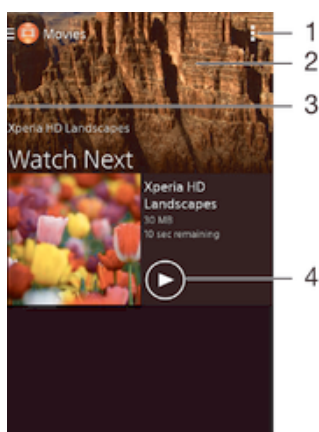 Movies
1
2
3
Xperia HD Landscapes
Watch Next
Xperia HD
Landscapes
30 MB
10 sec remaining
4